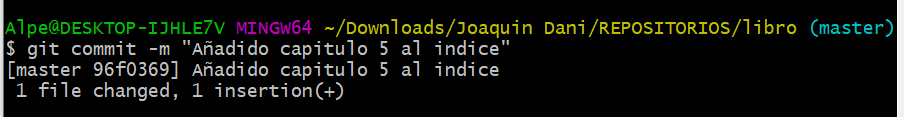 Alpe@DESKTOP-IJHLE7V MINGW64 ~/Downloads/Joaquin Dani/REPOSITORIOS/libro (master)
$ git commit -m "Añadido capitulo 5 al indice"
[master 96f0369] Añadido capitulo 5 al indice
 1 file changed, 1 insertion(+)